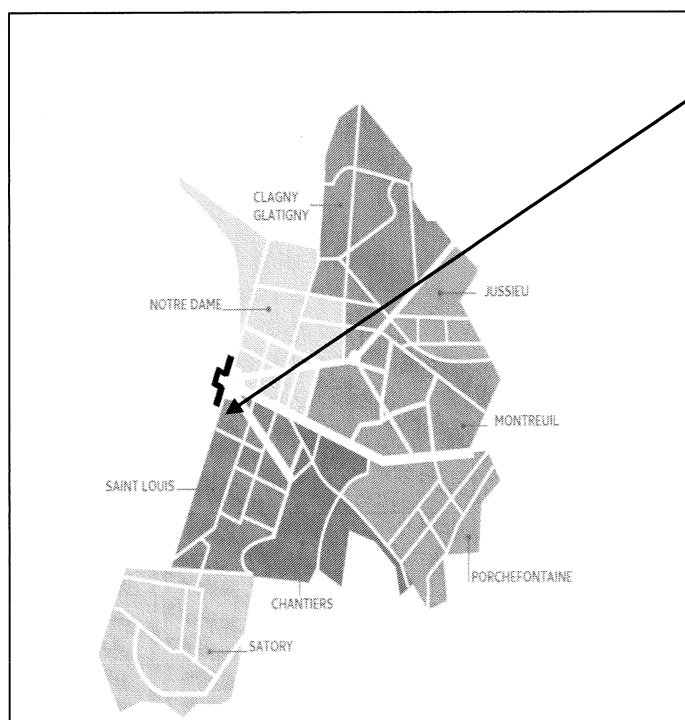 CLAGNY
GLATIGNY
JUSSIEU
NOTRE DAME
MONTREUIL
SAINT LOUIS
PORCHEFONTAINE
CHANTIERS
SATORY